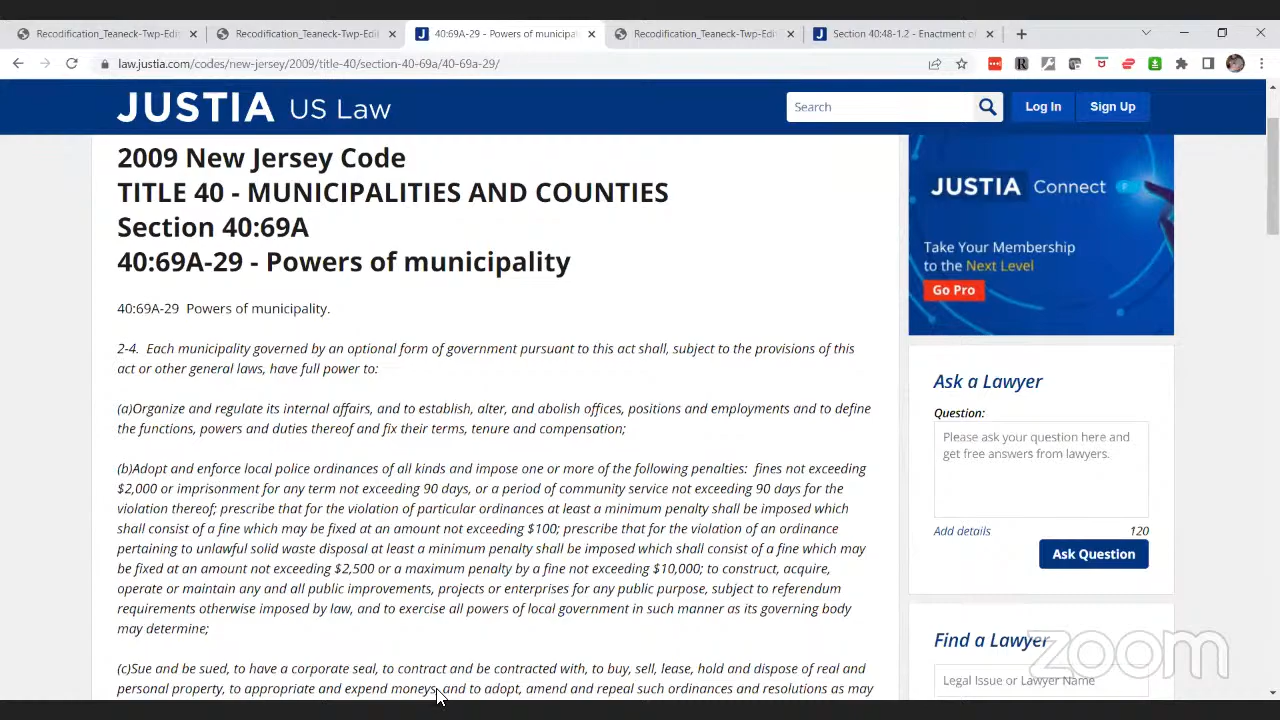 Recodification_Teaneck-Twp-Edi
Recodification_Teaneck-Twp-Edi
40:69A-29 - Powers of municipal
Recodification_Teaneck-Twp-Edi
Section 40:48-1.2 - Enactment of
law.justia.com/codes/new-jersey/2009/title-40/section-40-69a/40-69a-29/
JUSTIA US Law
Search
Log In
Sign Up
2009 New Jersey Code
TITLE 40 - MUNICIPALITIES AND COUNTIES
Section 40:69A
40:69A-29 - Powers of municipality
40:69A-29 Powers of municipality.
2-4. Each municipality governed by an optional form of government pursuant to this act shall, subject to the provisions of this
act or other general laws, have full power to:
(a)Organize and regulate its internal affairs, and to establish, alter, and abolish offices, positions and employments and to define
the functions, powers and duties thereof and fix their terms, tenure and compensation;
(b)Adopt and enforce local police ordinances of all kinds and impose one or more of the following penalties: fines not exceeding
$2,000 or imprisonment for any term not exceeding 90 days, or a period of community service not exceeding 90 days for the
violation thereof; prescribe that for the violation of particular ordinances at least a minimum penalty shall be imposed which
shall consist of a fine which may be fixed at an amount not exceeding $100; prescribe that for the violation of an ordinance
pertaining to unlawful solid waste disposal at least a minimum penalty shall be imposed which shall consist of a fine which may
be fixed at an amount not exceeding $2,500 or a maximum penalty by a fine not exceeding $10,000; to construct, acquire,
operate or maintain any and all public improvements, projects or enterprises for any public purpose, subject to referendum
requirements otherwise imposed by law, and to exercise all powers of local government in such manner as its governing body
may determine;
(c)Sue and be sued, to have a corporate seal, to contract and be contracted with, to buy, sell, lease, hold and dispose of real and
personal property, to appropriate and expend moneys, and to adopt, amend and repeal such ordinances and resolutions as may
JUSTIA Connect
Take Your Membership
to the Next Level
Go Pro
Ask a Lawyer
Question:
Please ask your question here and
get free answers from lawyers.
Add details
120
Ask Question
Find a Lawyer
Legal Issue or Lawyer Name
zoom